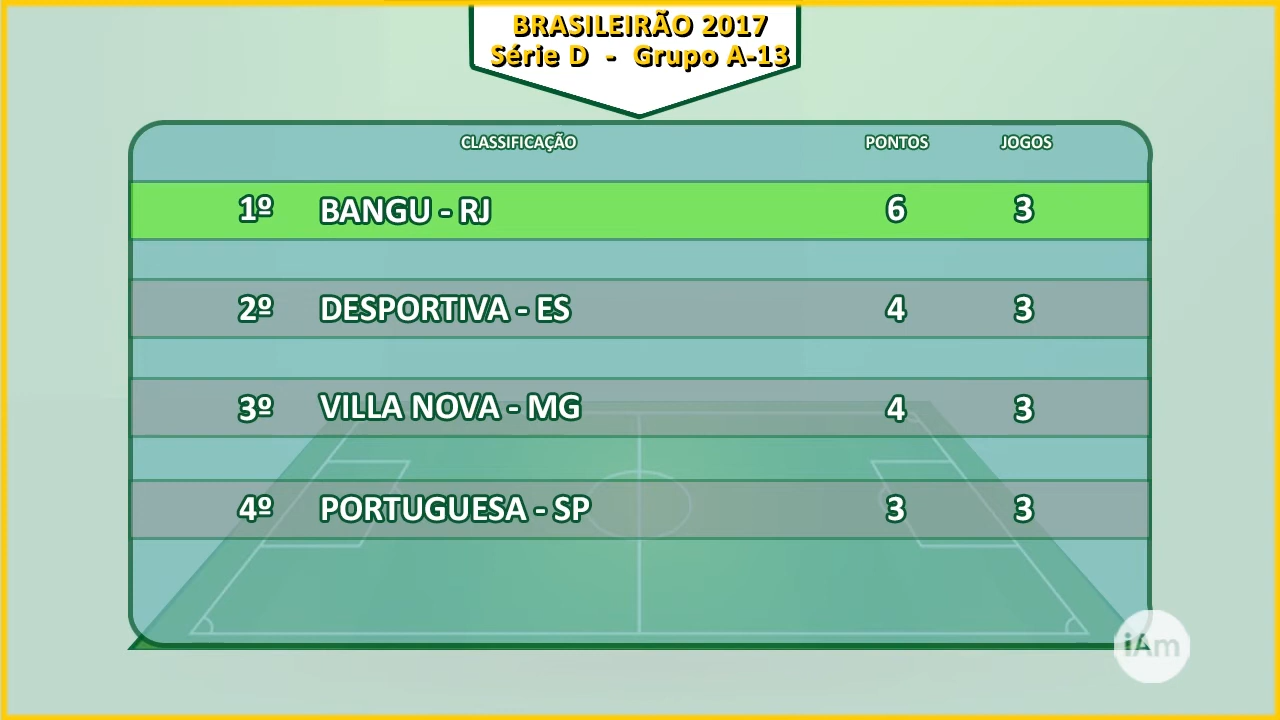 BRASILEIRÃO 2017
Série D - Grupo A-13
CLASSIFICAÇÃO PONTOS JOGOS
1º BANGU - RJ 6 3
2º DESPORTIVA - ES 4 3
3º VILLA NOVA - MG 4 3
4º PORTUGUESA - SP 3 3
iAm